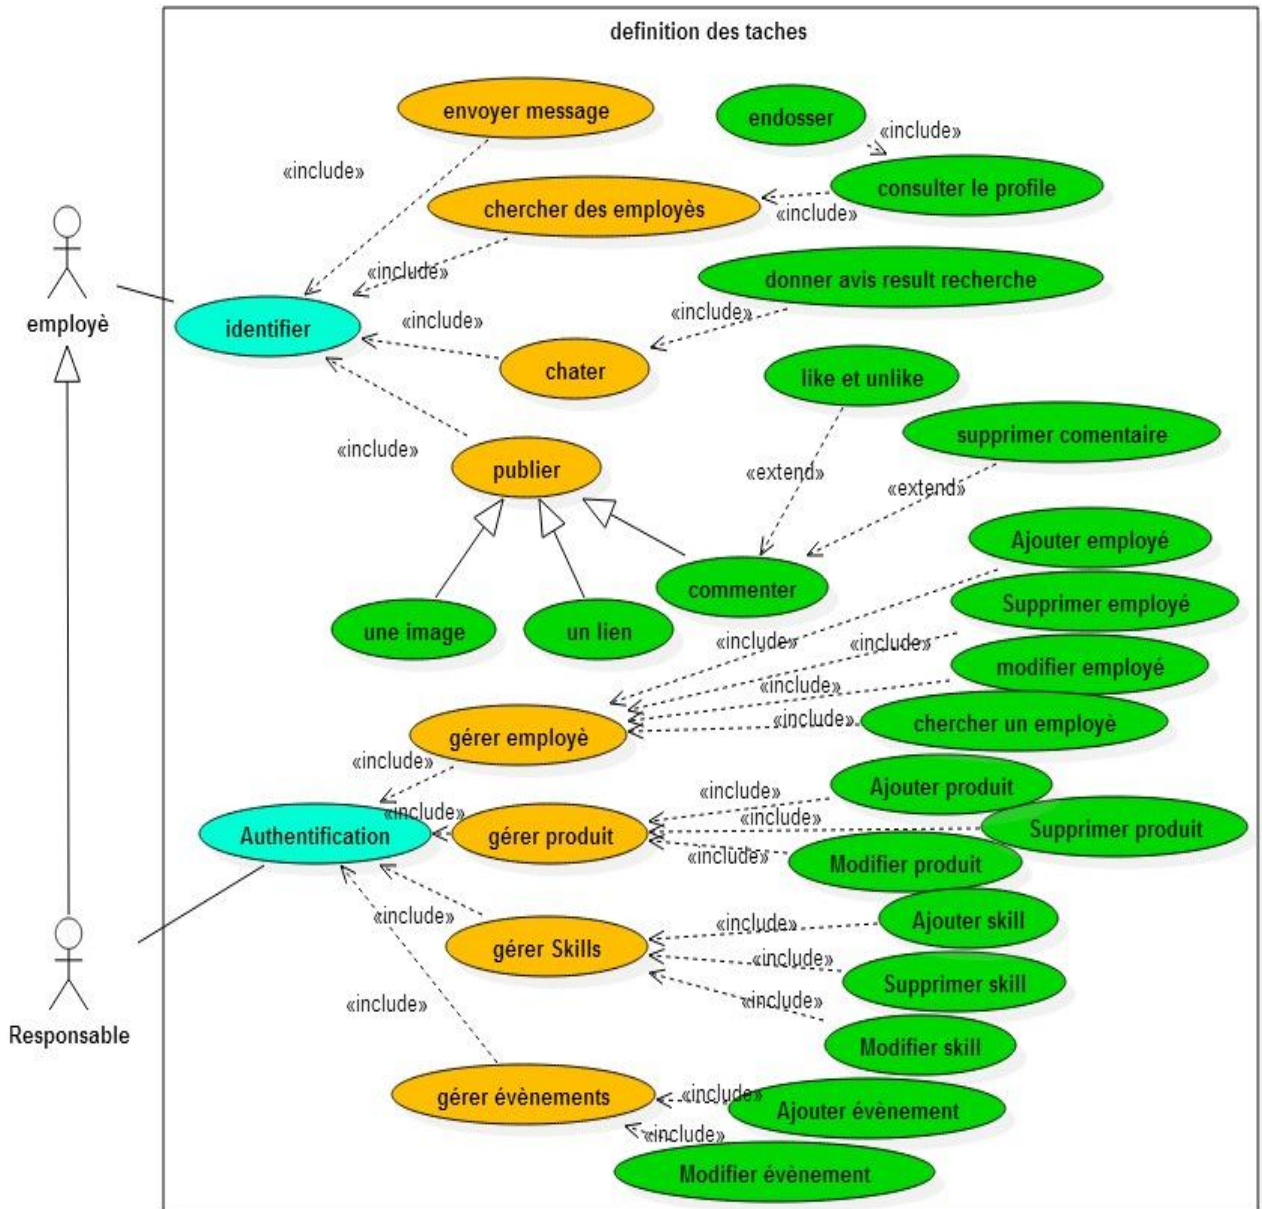 definition des taches
envoyer message
endosser
«include»
«include»
consulter le profile
chercher des employès
«include»
«include»
donner avis result recherche
employè
identifier
«include»
«include»
chater
like et unlike
supprimer comentaire
«include»
publier
«extend»
«extend»
Ajouter employé
commenter
Supprimer employé
une image
un lien
«include»
«include»
modifier employé
«include»
chercher un employè
«include»
gérer employè
«include»
Ajouter produit
«include»
«include»
«include»
Supprimer produit
Authentification
gérer produit
«include»
Modifier produit
«include»
«include»
Ajouter skill
gérer Skills
«include»
Supprimer skill
«include»
«include»
Responsable
Modifier skill
gérer évènements
«include»
Ajouter évènement
«include»
Modifier évènement